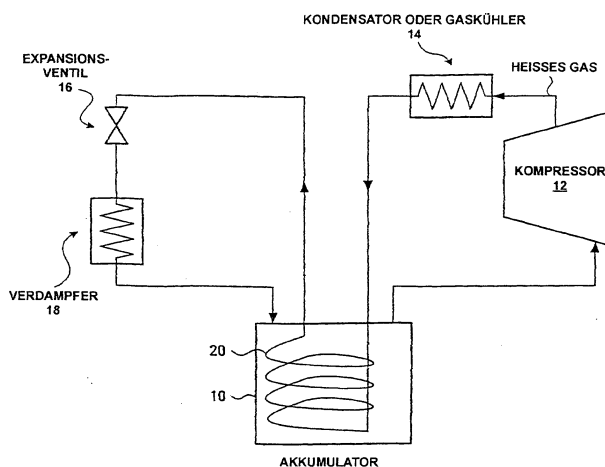 KONDENSATOR ODER GASKÜHLER
14
EXPANSIONS-
VENTIL
16
HEISSES GAS
KOMPRESSOR
12
VERDAMPFER
18
20
10
AKKUMULATOR